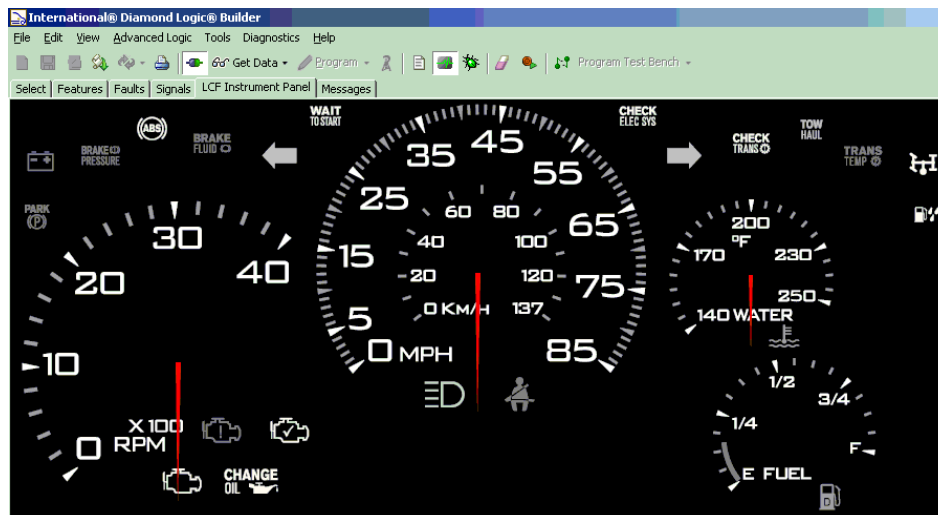 International® Diamond Logic® Builder
File Edit View Advanced Logic Tools Diagnostics Help
Get Data Program Program Test Bench
Select Features Faults Signals LCF Instrument Panel Messages
WAIT
TO START
CHECK
ELEC SYS
ABS
BRAKE
PRESSURE
BRAKE
FLUID
CHECK
TRANS
TOW
HAUL
TRANS
TEMP
PARK
P
0
10
20
30
40
X 100
RPM
CHANGE
OIL
0 MPH
5
15
25
35
45
55
65
75
85
0 KM/H
20
40
60
80
100
120
137
140 WATER
170
200
°F
230
250
E FUEL
1/4
1/2
3/4
F
D